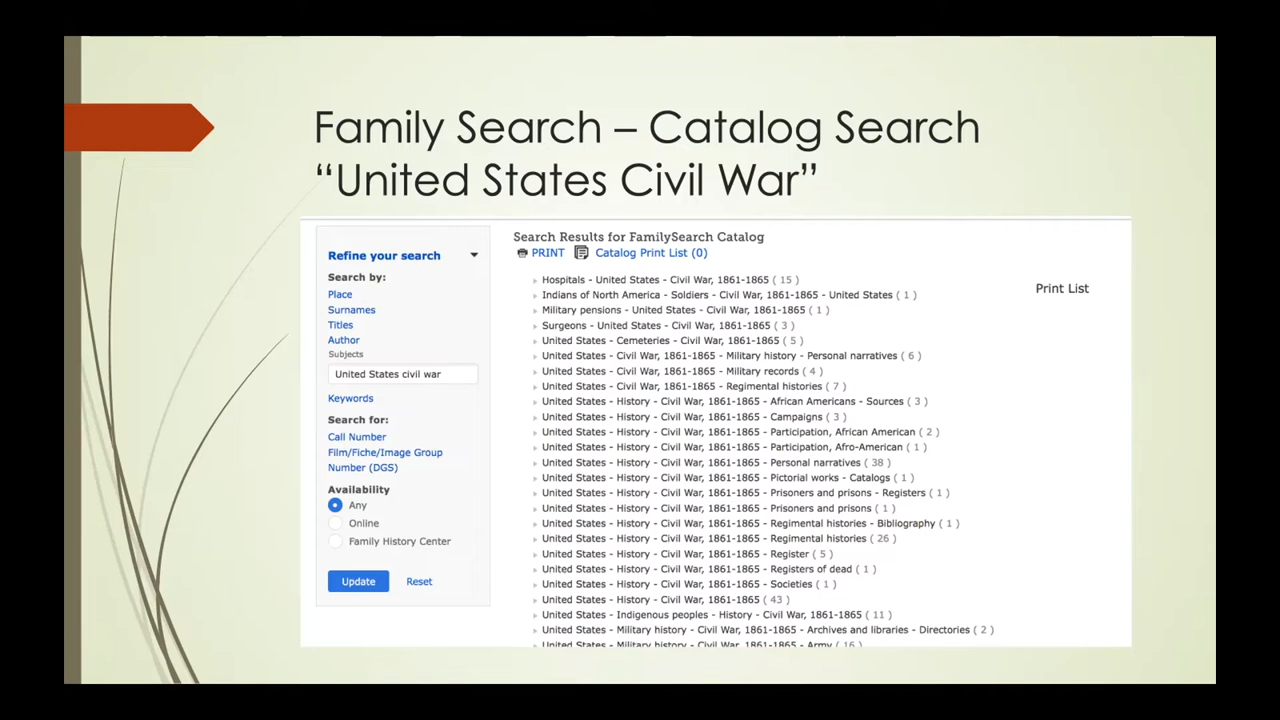 Family Search – Catalog Search
“United States Civil War”
Refine your search
Search by:
Place
Surnames
Titles
Author
Subjects
United States civil war
Keywords
Search for:
Call Number
Film/Fiche/Image Group
Number (DGS)
Availability
Any
Online
Family History Center
Update Reset
Search Results for FamilySearch Catalog
PRINT Catalog Print List (0)
Hospitals - United States - Civil War, 1861-1865 ( 15 )
Indians of North America - Soldiers - Civil War, 1861-1865 - United States ( 1 )
Military pensions - United States - Civil War, 1861-1865 ( 1 )
Surgeons - United States - Civil War, 1861-1865 ( 3 )
United States - Cemeteries - Civil War, 1861-1865 ( 5 )
United States - Civil War, 1861-1865 - Military history - Personal narratives ( 6 )
United States - Civil War, 1861-1865 - Military records ( 4 )
United States - Civil War, 1861-1865 - Regimental histories ( 7 )
United States - History - Civil War, 1861-1865 - African Americans - Sources ( 3 )
United States - History - Civil War, 1861-1865 - Campaigns ( 3 )
United States - History - Civil War, 1861-1865 - Participation, African American ( 2 )
United States - History - Civil War, 1861-1865 - Participation, Afro-American ( 1 )
United States - History - Civil War, 1861-1865 - Personal narratives ( 38 )
United States - History - Civil War, 1861-1865 - Pictorial works - Catalogs ( 1 )
United States - History - Civil War, 1861-1865 - Prisoners and prisons - Registers ( 1 )
United States - History - Civil War, 1861-1865 - Prisoners and prisons ( 1 )
United States - History - Civil War, 1861-1865 - Regimental histories - Bibliography ( 1 )
United States - History - Civil War, 1861-1865 - Regimental histories ( 26 )
United States - History - Civil War, 1861-1865 - Register ( 5 )
United States - History - Civil War, 1861-1865 - Registers of dead ( 1 )
United States - History - Civil War, 1861-1865 - Societies ( 1 )
United States - History - Civil War, 1861-1865 ( 43 )
United States - Indigenous peoples - History - Civil War, 1861-1865 ( 11 )
United States - Military history - Civil War, 1861-1865 - Archives and libraries - Directories ( 2 )
United States - Military history - Civil War, 1861-1865 - Army ( 16 )
Print List